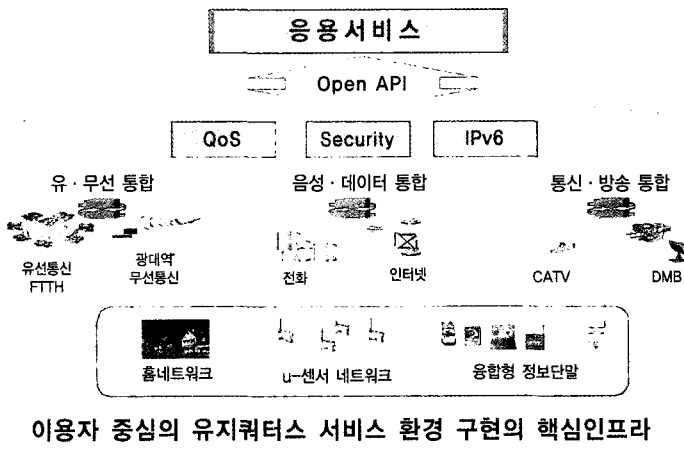 응용서비스
Open API
QoS Security IPv6
유·무선 통합 음성·데이터 통합 통신·방송 통합
유선통신
FTTH
광대역
무선통신
전화
인터넷
CATV
DMB
홈네트워크 u-센서 네트워크 융합형 정보단말
이용자 중심의 유지쿼터스 서비스 환경 구현의 핵심인프라